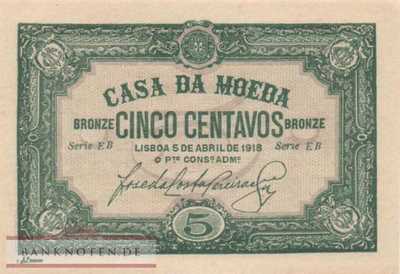 CASA DA MOEDA
BRONZE CINCO CENTAVOS BRONZE
Serie EB Serie EB
LISBOA 5 DE ABRIL DE 1918
O PTE CONSO ADMO
5
BANKNOTEN.DE